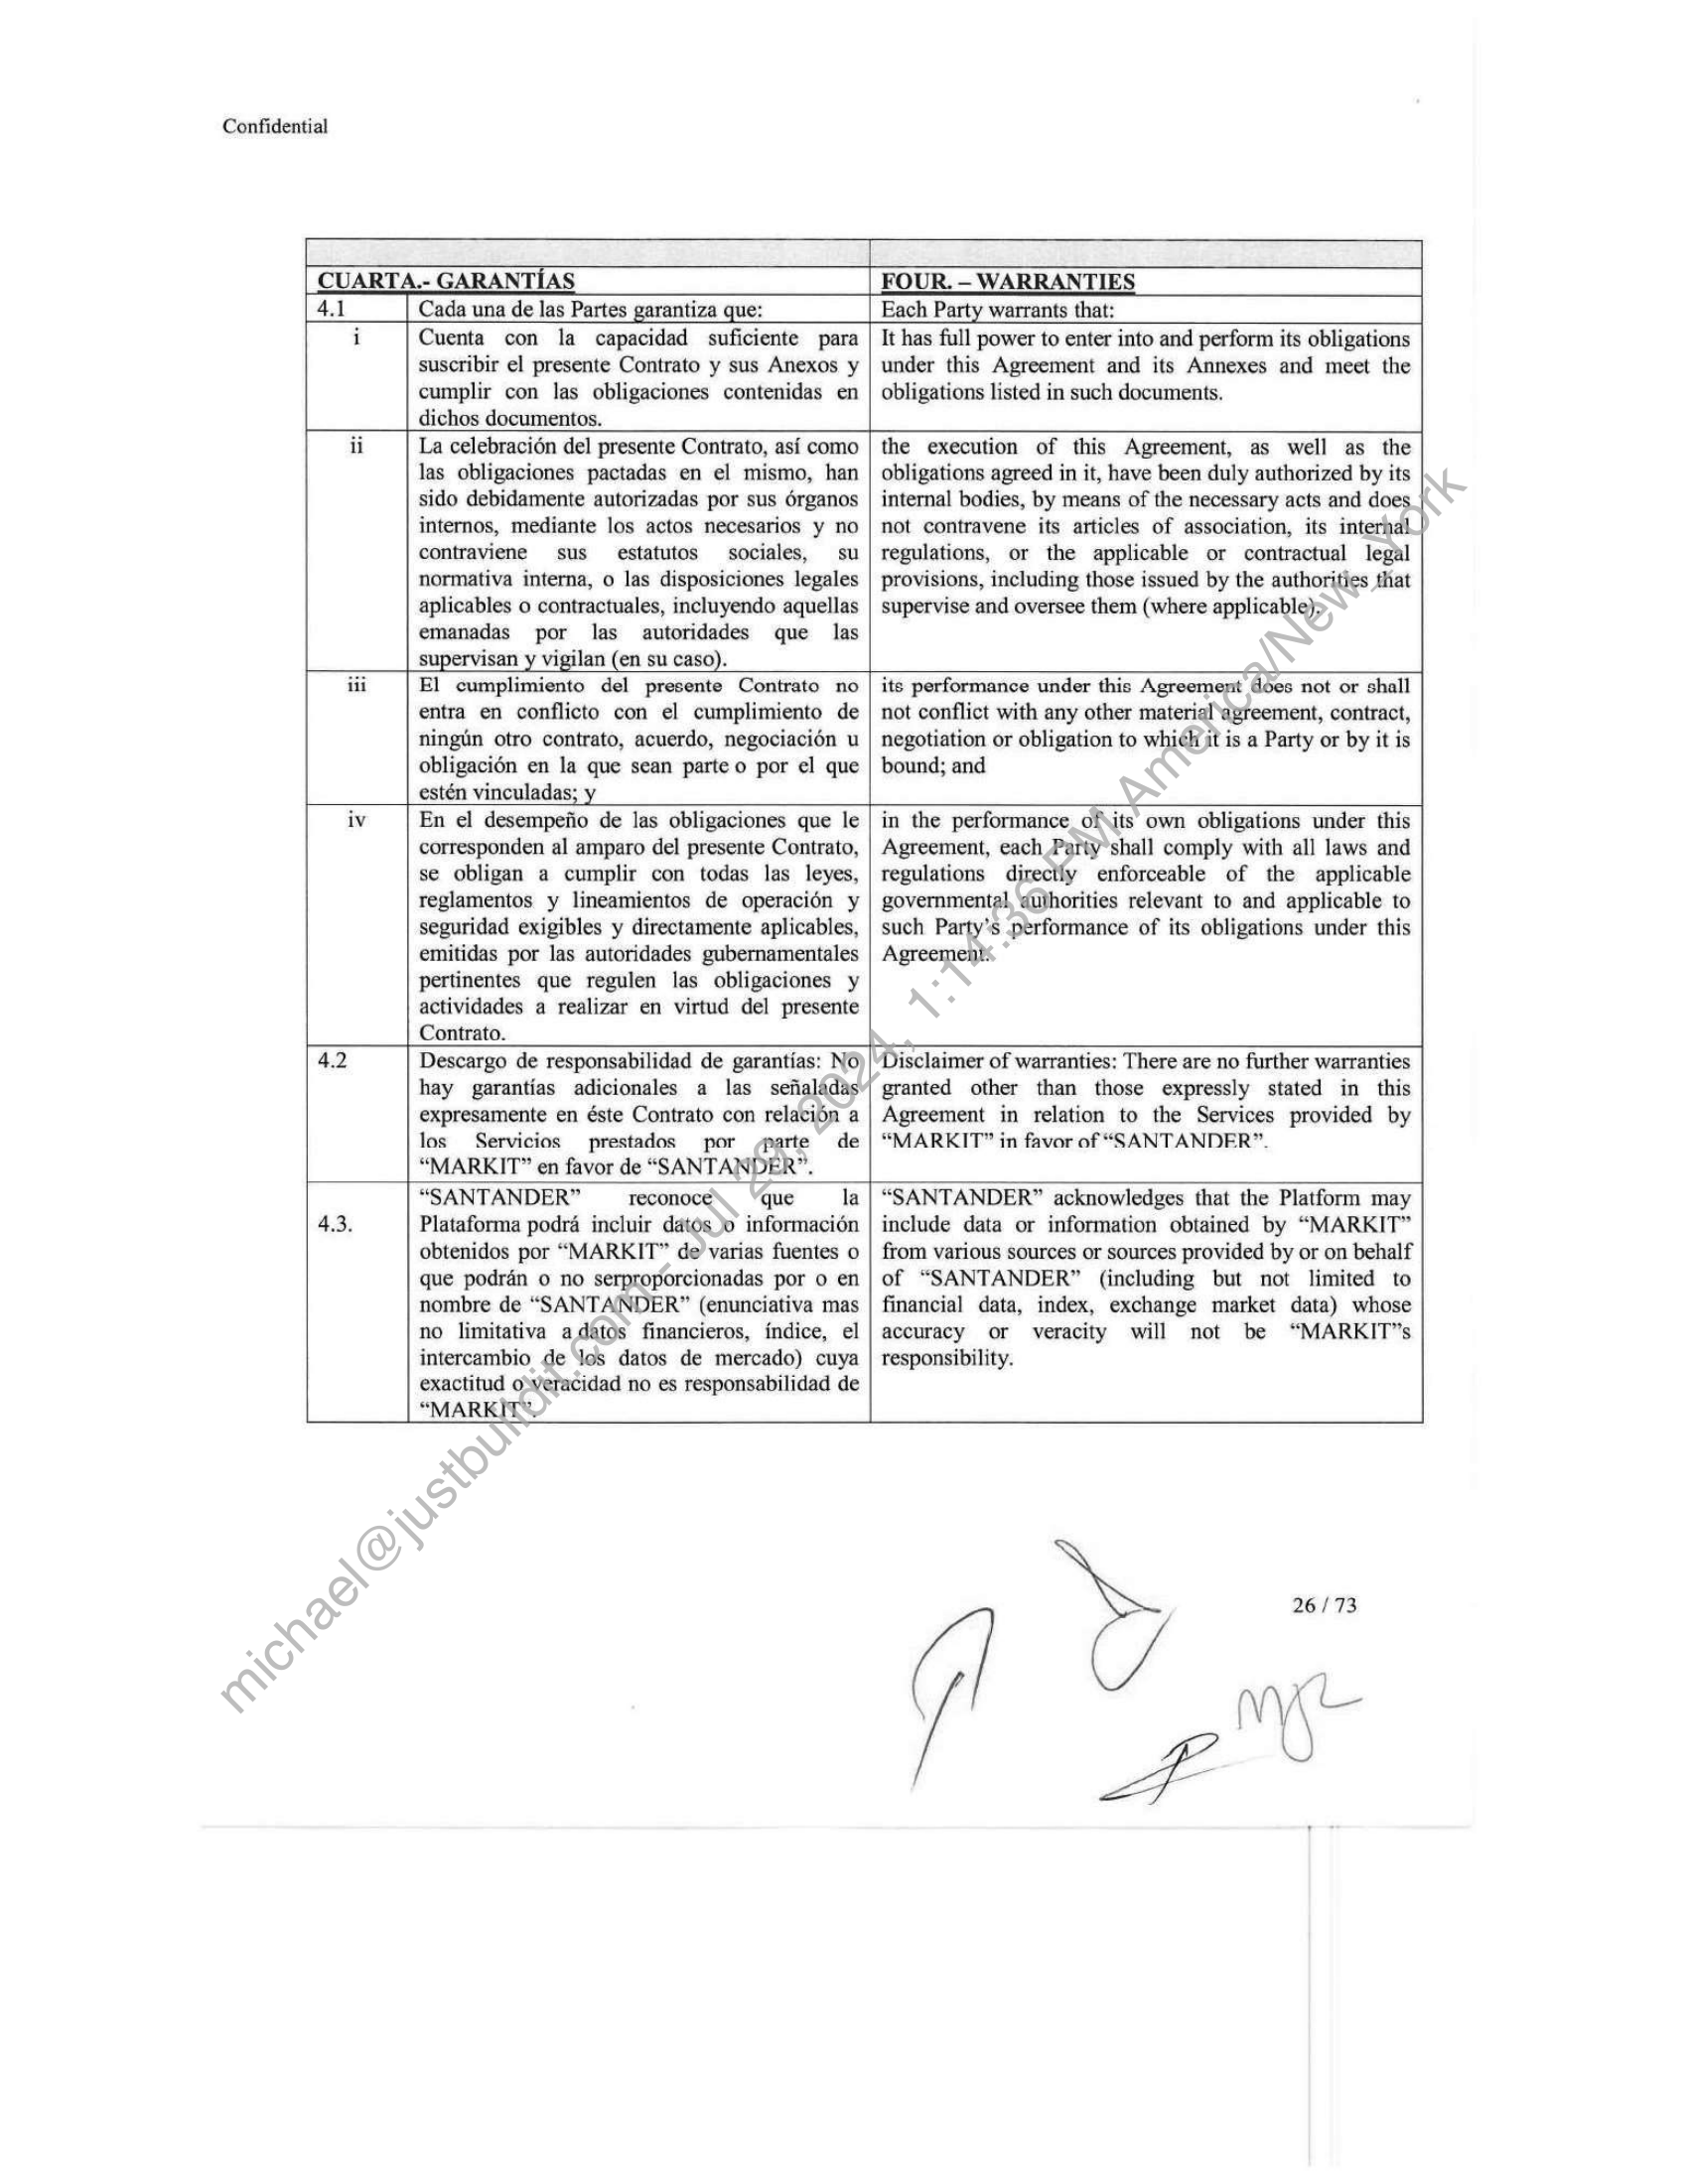 Confidential
CUARTA.- GARANTÍAS
FOUR. – WARRANTIES
4.1
Cada una de las Partes garantiza que:
Each Party warrants that:
i
Cuenta con la capacidad suficiente para
suscribir el presente Contrato y sus Anexos y
cumplir con las obligaciones contenidas en
dichos documentos.
It has full power to enter into and perform its obligations
under this Agreement and its Annexes and meet the
obligations listed in such documents.
ii
La celebración del presente Contrato, así como
las obligaciones pactadas en el mismo, han
sido debidamente autorizadas por sus órganos
internos, mediante los actos necesarios y no
contraviene sus estatutos sociales, su
normativa interna, o las disposiciones legales
aplicables o contractuales, incluyendo aquellas
emanadas por las autoridades que las
supervisan y vigilan (en su caso).
the execution of this Agreement, as well as the
obligations agreed in it, have been duly authorized by its
internal bodies, by means of the necessary acts and does
not contravene its articles of association, its internal
regulations, or the applicable or contractual legal
provisions, including those issued by the authorities that
supervise and oversee them (where applicable).
iii
El cumplimiento del presente Contrato no
entra en conflicto con el cumplimiento de
ningún otro contrato, acuerdo, negociación u
obligación en la que sean parte o por el que
estén vinculadas; y
its performance under this Agreement does not or shall
not conflict with any other material agreement, contract,
negotiation or obligation to which it is a Party or by it is
bound; and
iv
En el desempeño de las obligaciones que le
corresponden al amparo del presente Contrato,
se obligan a cumplir con todas las leyes,
reglamentos y lineamientos de operación y
seguridad exigibles y directamente aplicables,
emitidas por las autoridades gubernamentales
pertinentes que regulen las obligaciones y
actividades a realizar en virtud del presente
Contrato.
in the performance of its own obligations under this
Agreement, each Party shall comply with all laws and
regulations directly enforceable of the applicable
governmental authorities relevant to and applicable to
such Party’s performance of its obligations under this
Agreement.
4.2
Descargo de responsabilidad de garantías: No
hay garantías adicionales a las señaladas
expresamente en éste Contrato con relación a
los Servicios prestados por parte de
“MARKIT” en favor de “SANTANDER”.
Disclaimer of warranties: There are no further warranties
granted other than those expressly stated in this
Agreement in relation to the Services provided by
“MARKIT” in favor of “SANTANDER”.
4.3.
“SANTANDER” reconoce que la
Plataforma podrá incluir datos o información
obtenidos por “MARKIT” de varias fuentes o
que podrán o no serproporcionadas por o en
nombre de “SANTANDER” (enunciativa mas
no limitativa a datos financieros, índice, el
intercambio de los datos de mercado) cuya
exactitud o veracidad no es responsabilidad de
“MARKIT”.
“SANTANDER” acknowledges that the Platform may
include data or information obtained by “MARKIT”
from various sources or sources provided by or on behalf
of “SANTANDER” (including but not limited to
financial data, index, exchange market data) whose
accuracy or veracity will not be “MARKIT”s
responsibility.
26 / 73
michael@justbuildit.com - Jul 29, 2024, 1:14:36 PM America/New_York